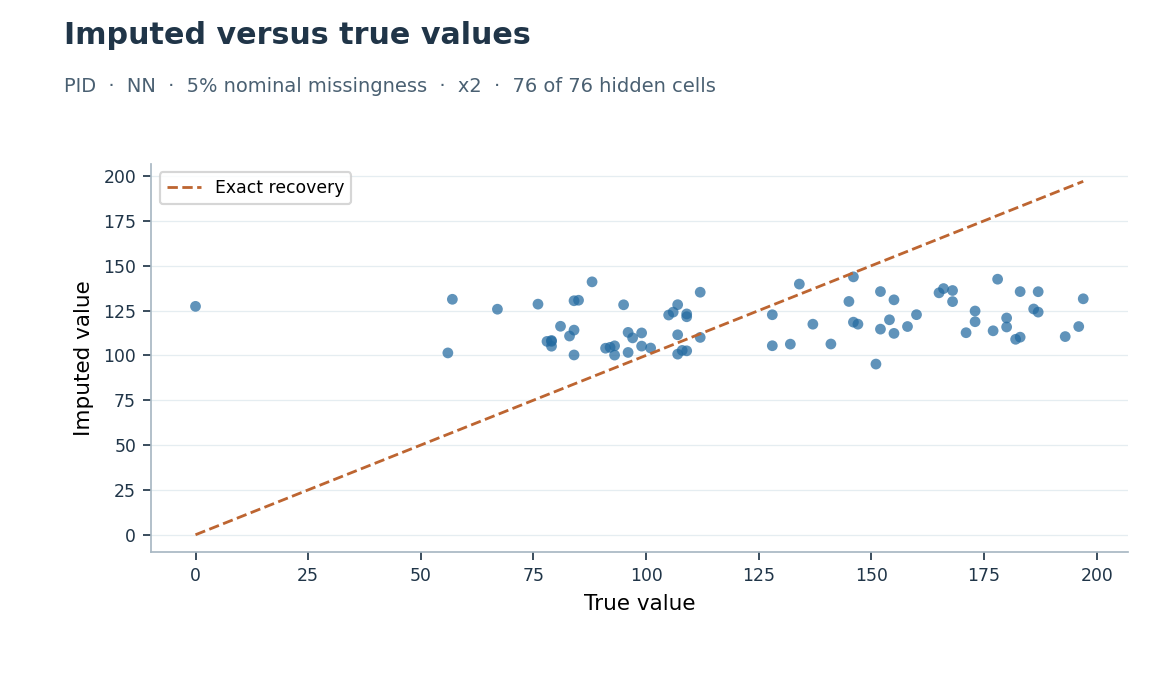 Imputed versus true values
PID · NN · 5% nominal missingness · x2 · 76 of 76 hidden cells
Exact recovery
200
175
150
125
100
75
50
25
0
Imputed value
0 25 50 75 100 125 150 175 200
True value